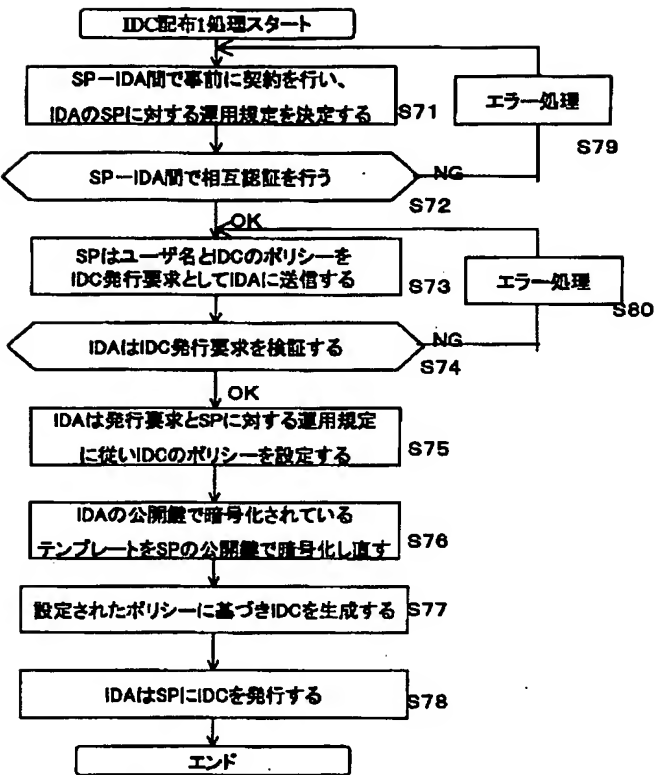 IDC配布1処理スタート
SP－IDA間で事前に契約を行い、
IDAのSPに対する運用規定を決定する
S71
エラー処理
S79
SP－IDA間で相互認証を行う
NG
S72
OK
SPはユーザ名とIDCのポリシーを
IDC発行要求としてIDAに送信する
S73
エラー処理
S80
IDAはIDC発行要求を検証する
NG
S74
OK
IDAは発行要求とSPに対する運用規定
に従いIDCのポリシーを設定する
S75
IDAの公開鍵で暗号化されている
テンプレートをSPの公開鍵で暗号化し直す
S76
設定されたポリシーに基づきIDCを生成する
S77
IDAはSPにIDCを発行する
S78
エンド